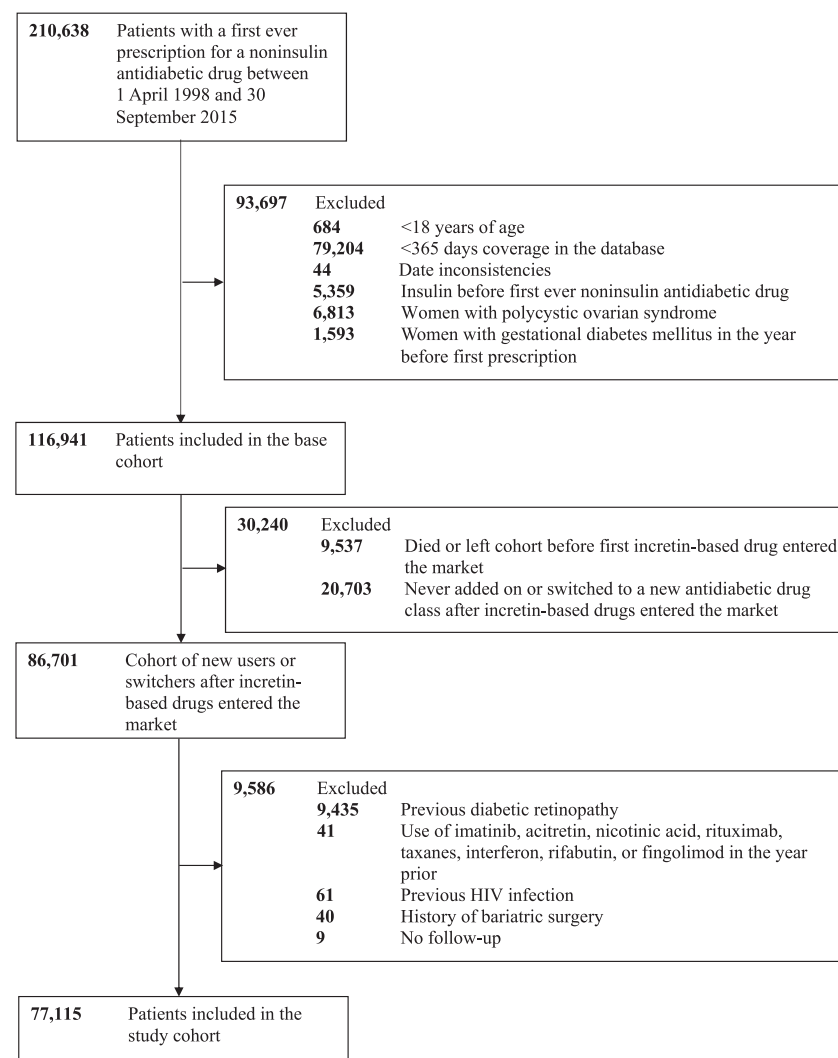 210,638 Patients with a first ever
prescription for a noninsulin
antidiabetic drug between
1 April 1998 and 30
September 2015
93,697 Excluded
684 <18 years of age
79,204 <365 days coverage in the database
44 Date inconsistencies
5,359 Insulin before first ever noninsulin antidiabetic drug
6,813 Women with polycystic ovarian syndrome
1,593 Women with gestational diabetes mellitus in the year
before first prescription
116,941 Patients included in the base
cohort
30,240 Excluded
9,537 Died or left cohort before first incretin-based drug entered
the market
20,703 Never added on or switched to a new antidiabetic drug
class after incretin-based drugs entered the market
86,701 Cohort of new users or
switchers after incretin-
based drugs entered the
market
9,586 Excluded
9,435 Previous diabetic retinopathy
41 Use of imatinib, acitretin, nicotinic acid, rituximab,
taxanes, interferon, rifabutin, or fingolimod in the year
prior
61 Previous HIV infection
40 History of bariatric surgery
9 No follow-up
77,115 Patients included in the
study cohort